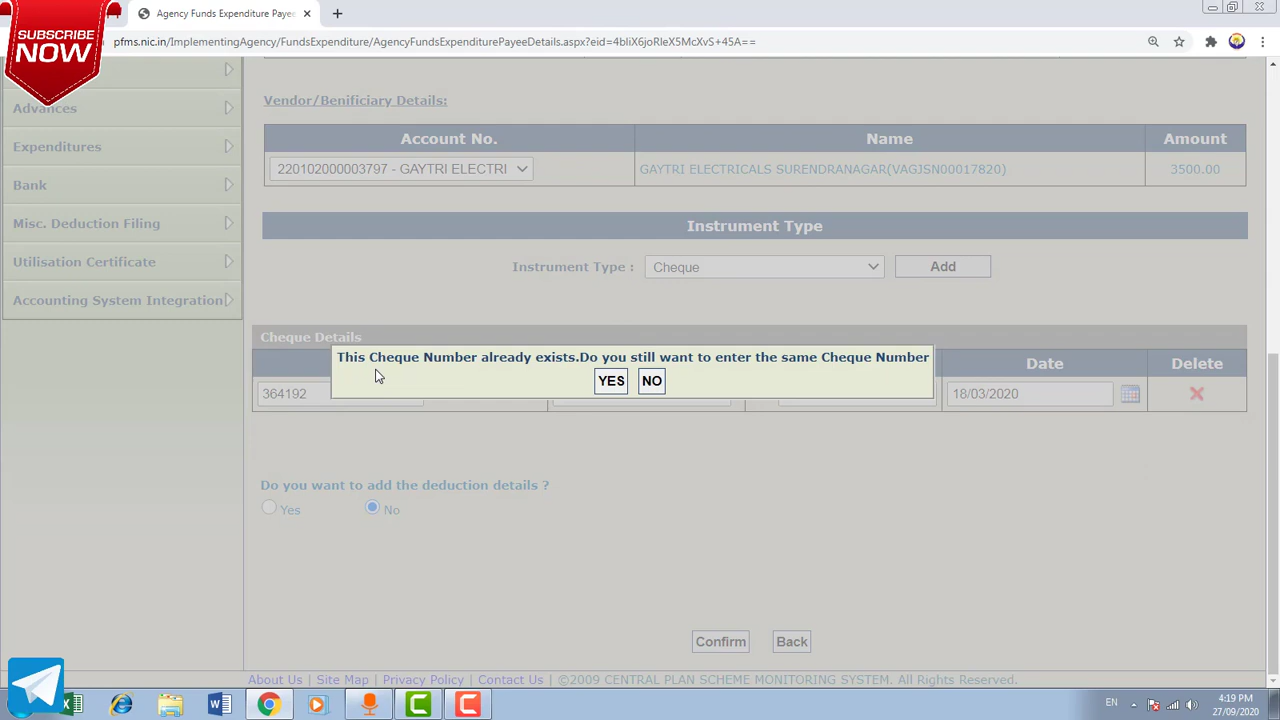 SUBSCRIBE
NOW
Agency Funds Expenditure Payee
pfms.nic.in/ImplementingAgency/FundsExpenditure/AgencyFundsExpenditurePayeeDetails.aspx?eid=4bliX6joRleX5McXvS+45A==
Advances
Expenditures
Bank
Misc. Deduction Filing
Utilisation Certificate
Accounting System Integration
Vendor/Benificiary Details:
Account No. Name Amount
220102000003797 - GAYTRI ELECTRI GAYTRI ELECTRICALS SURENDRANAGAR(VAGJSN00017820) 3500.00
Instrument Type
Instrument Type : Cheque Add
Cheque Details
This Cheque Number already exists.Do you still want to enter the same Cheque Number
YES NO
Date Delete
364192 18/03/2020
Do you want to add the deduction details ?
Yes No
Confirm Back
About Us Site Map Privacy Policy Contact Us ©2009 CENTRAL PLAN SCHEME MONITORING SYSTEM. All Rights Reserved.
EN 4:19 PM
27/09/2020